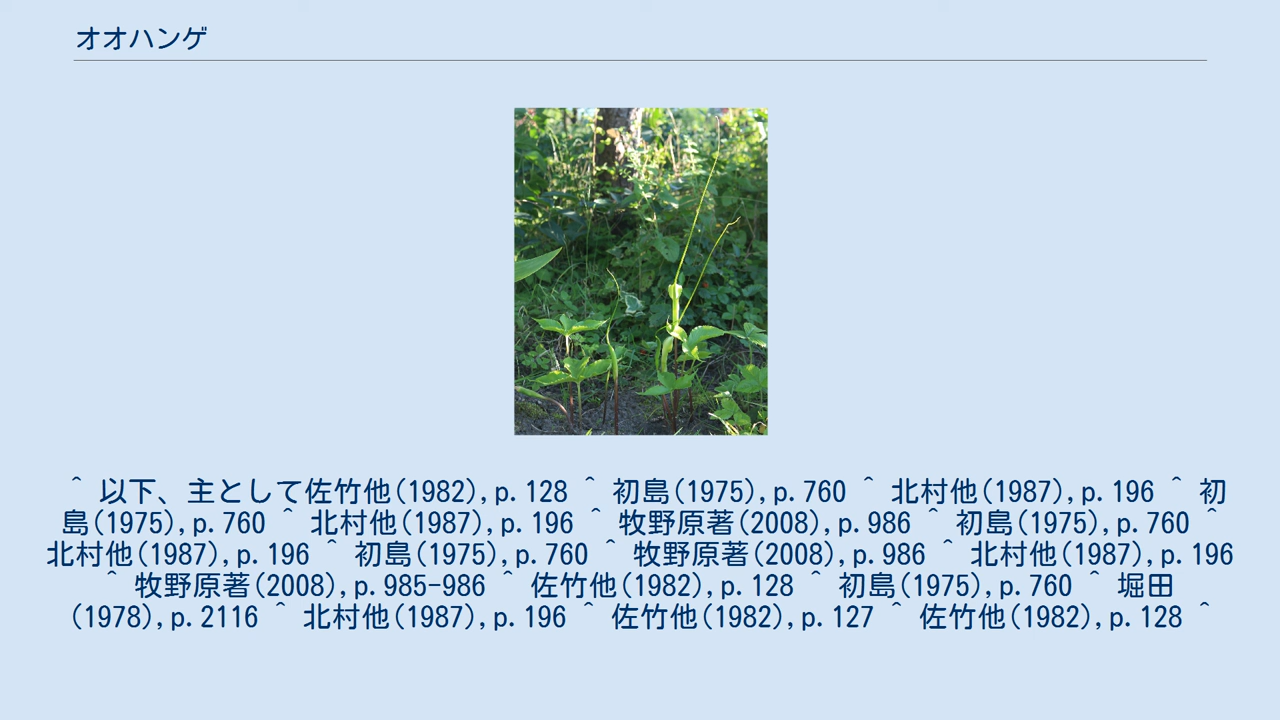 オオハンゲ
^ 以下、主として佐竹他(1982),p.128 ^ 初島(1975),p.760 ^ 北村他(1987),p.196 ^ 初
島(1975),p.760 ^ 北村他(1987),p.196 ^ 牧野原著(2008),p.986 ^ 初島(1975),p.760 ^
北村他(1987),p.196 ^ 初島(1975),p.760 ^ 牧野原著(2008),p.986 ^ 北村他(1987),p.196
^ 牧野原著(2008),p.985-986 ^ 佐竹他(1982),p.128 ^ 初島(1975),p.760 ^ 堀田
(1978),p.2116 ^ 北村他(1987),p.196 ^ 佐竹他(1982),p.127 ^ 佐竹他(1982),p.128 ^